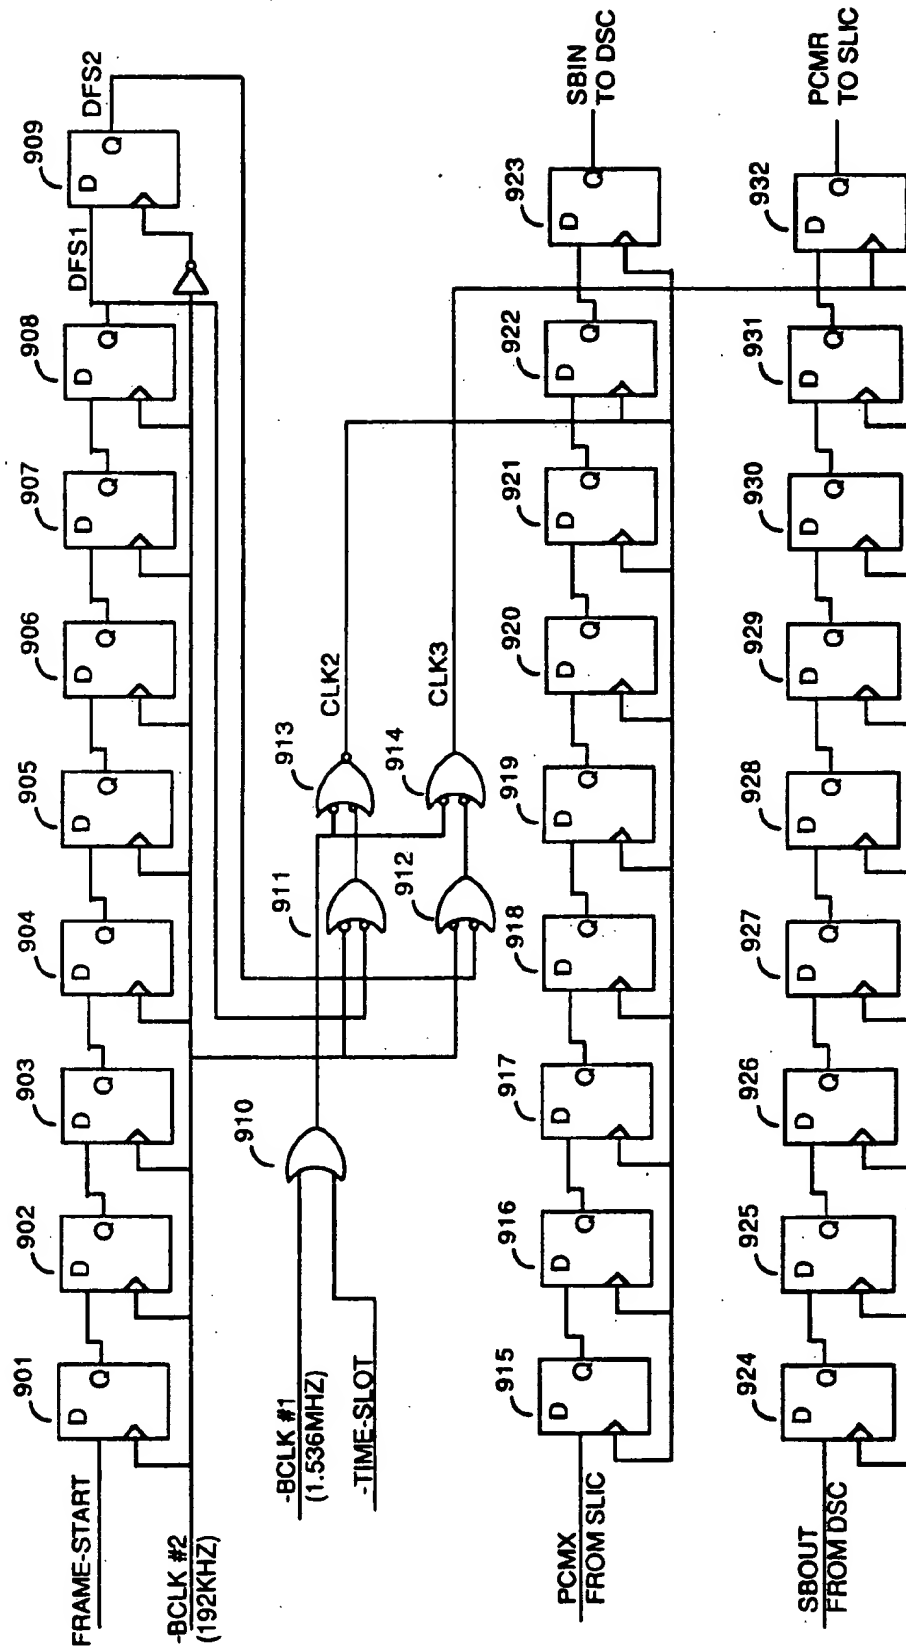 901
902
903
904
905
906
907
908
909
D Q
D Q
D Q
D Q
D Q
D Q
D Q
D Q
D Q
DFS1
DFS2
FRAME-START
-BCLK #2
(192KHZ)
910
911
912
913
914
CLK2
CLK3
-BCLK #1
(1.536MHZ)
-TIME-SLOT
915
916
917
918
919
920
921
922
923
D Q
D Q
D Q
D Q
D Q
D Q
D Q
D Q
D Q
PCMX
FROM SLIC
SBIN
TO DSC
924
925
926
927
928
929
930
931
932
D Q
D Q
D Q
D Q
D Q
D Q
D Q
D Q
D Q
SBOUT
FROM DSC
PCMR
TO SLIC